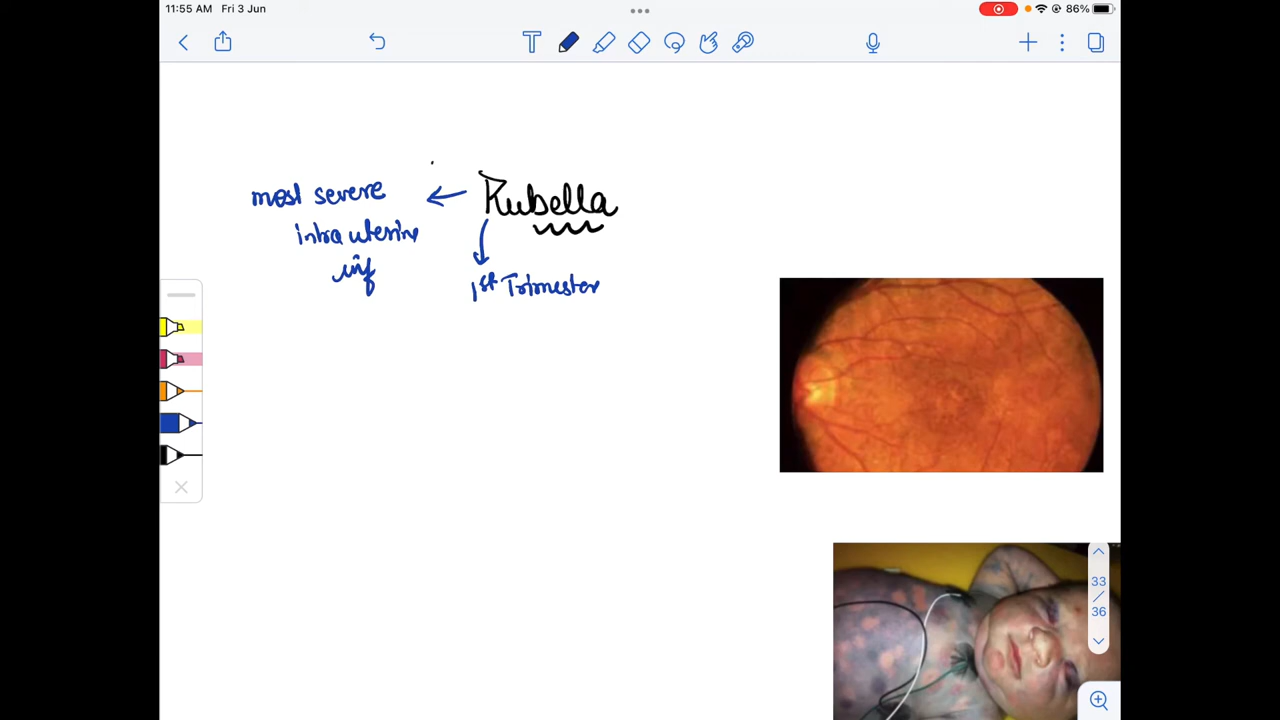 11:55 AM Fri 3 Jun
86%
T
most severe
intra uterine
inf
Rubella
1st Trimester
33
/
36